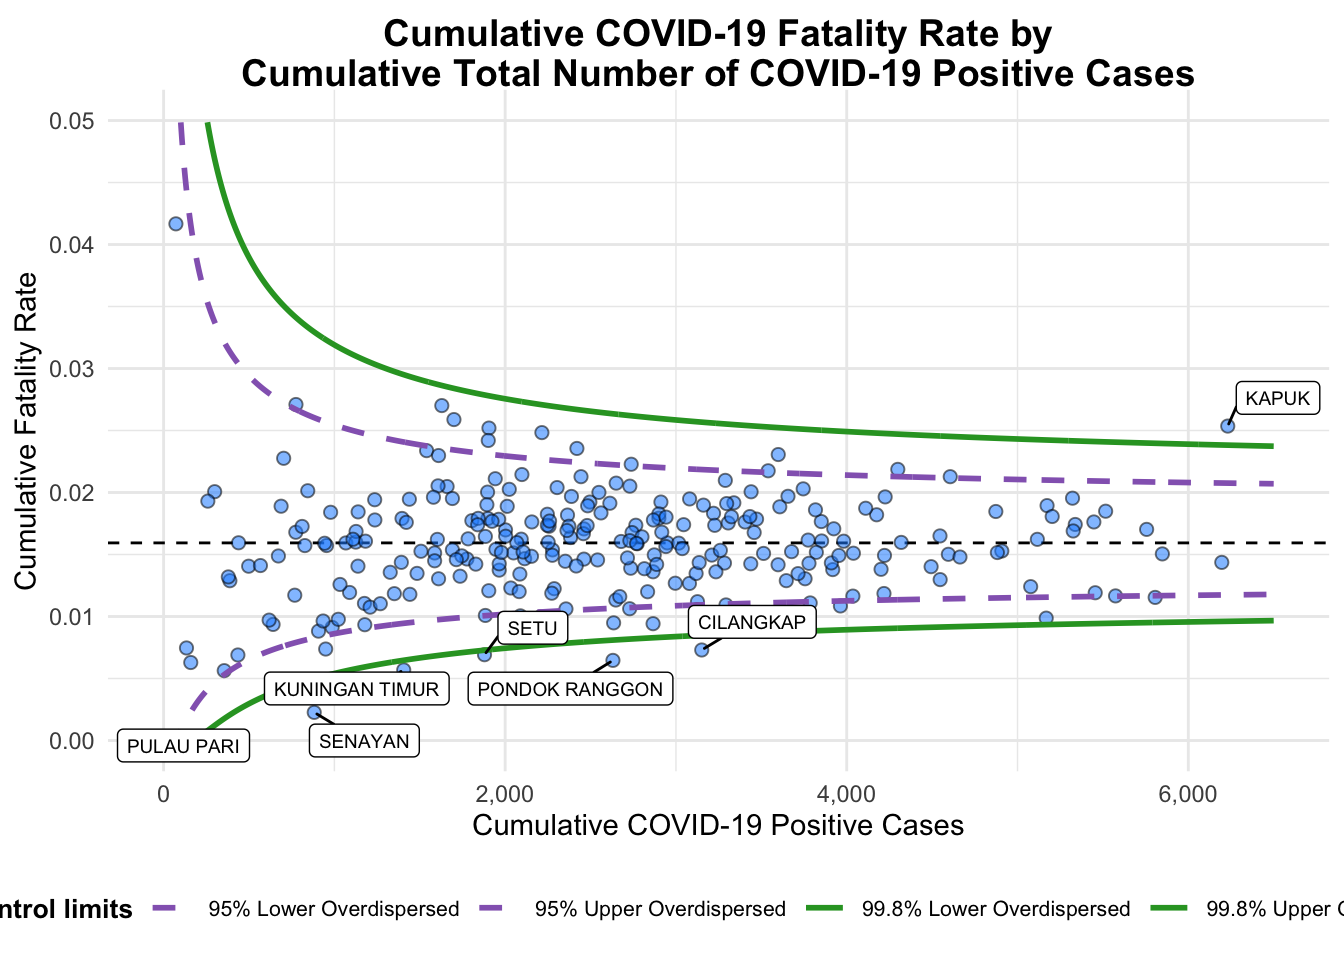 Cumulative COVID-19 Fatality Rate by
Cumulative Total Number of COVID-19 Positive Cases
Cumulative Fatality Rate
0.05
0.04
0.03
0.02
0.01
0.00
KAPUK
SETU
CILANGKAP
KUNINGAN TIMUR
PONDOK RANGGON
SENAYAN
PULAU PARI
0
2,000
4,000
6,000
Cumulative COVID-19 Positive Cases
ntrol limits
95% Lower Overdispersed
95% Upper Overdispersed
99.8% Lower Overdispersed
99.8% Upper O